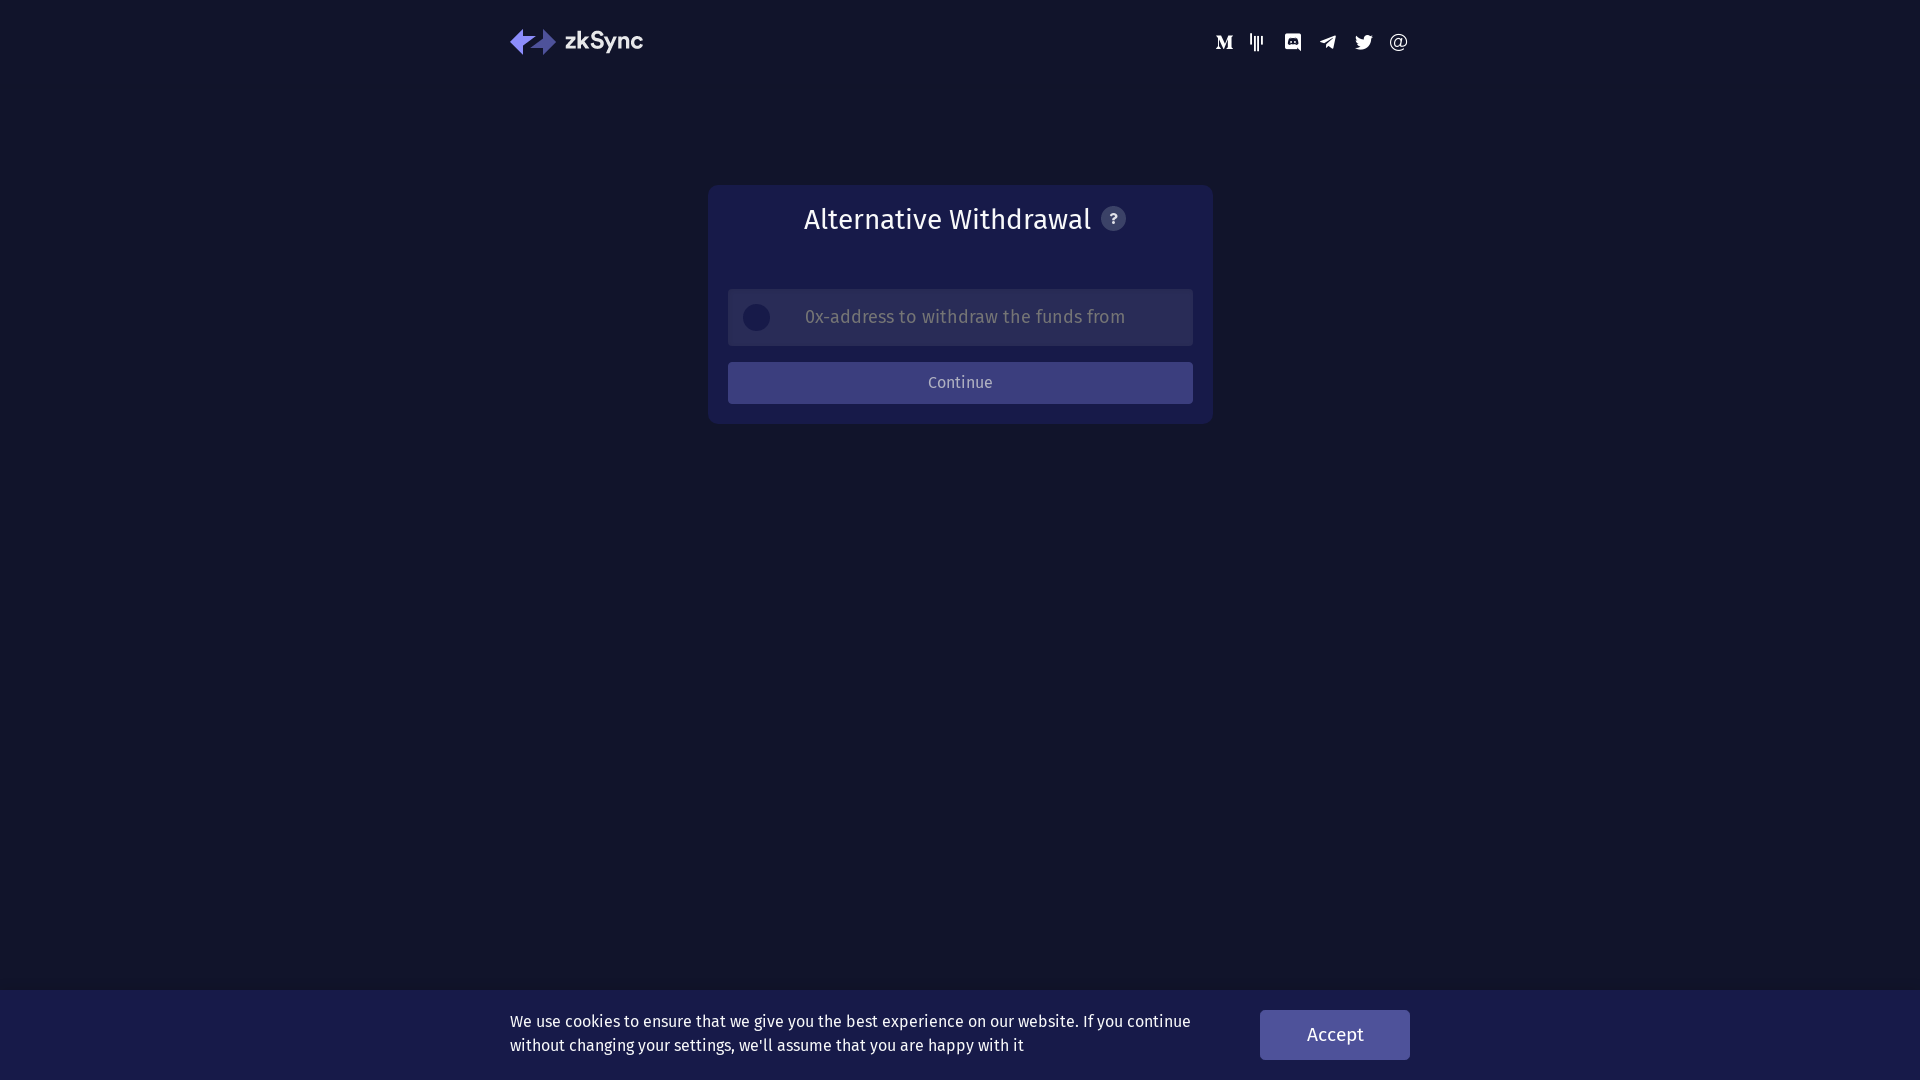 zkSync
Alternative Withdrawal ?
0x-address to withdraw the funds from
Continue
We use cookies to ensure that we give you the best experience on our website. If you continue
without changing your settings, we'll assume that you are happy with it
Accept